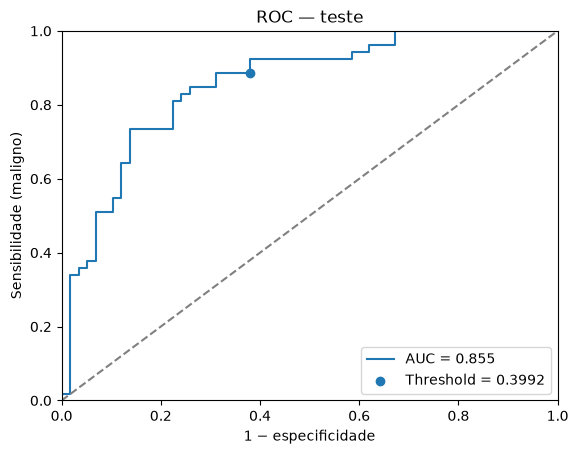 ROC — teste
1.0
0.8
0.6
0.4
0.2
0.0
Sensibilidade (maligno)
0.0 0.2 0.4 0.6 0.8 1.0
1 − especificidade
AUC = 0.855
Threshold = 0.3992